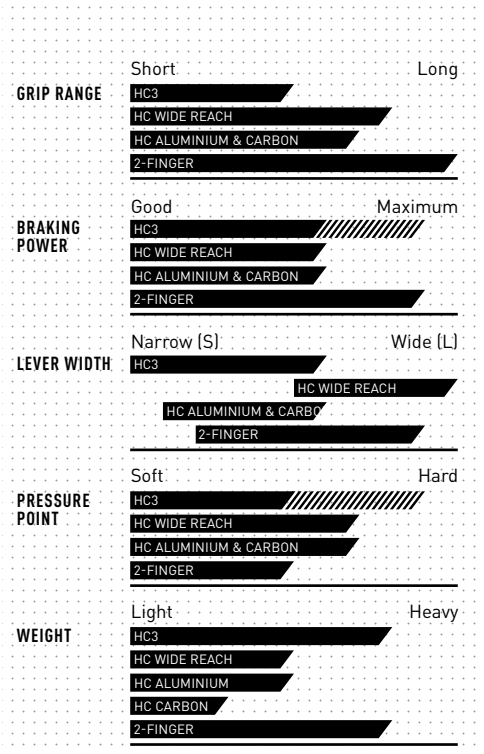 Short Long
GRIP RANGE
HC3
HC WIDE REACH
HC ALUMINIUM & CARBON
2-FINGER
Good Maximum
BRAKING
POWER
HC3
HC WIDE REACH
HC ALUMINIUM & CARBON
2-FINGER
Narrow (S) Wide (L)
LEVER WIDTH
HC3
HC WIDE REACH
HC ALUMINIUM & CARBO
2-FINGER
Soft Hard
PRESSURE
POINT
HC3
HC WIDE REACH
HC ALUMINIUM & CARBON
2-FINGER
Light Heavy
WEIGHT
HC3
HC WIDE REACH
HC ALUMINIUM
HC CARBON
2-FINGER